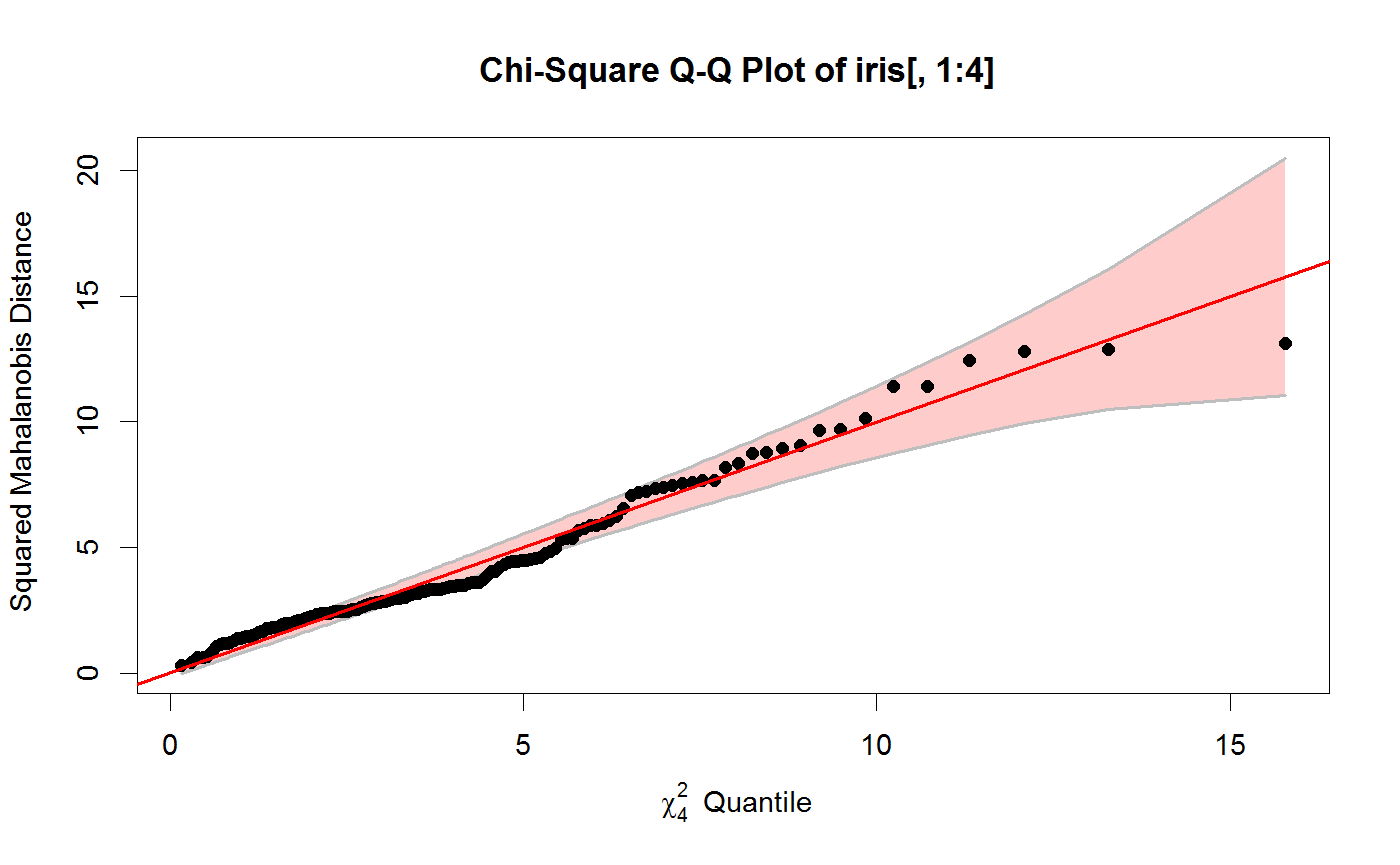 Chi-Square Q-Q Plot of iris[, 1:4]
Squared Mahalanobis Distance
20
15
10
5
0
0 5 10 15
χ²₄ Quantile